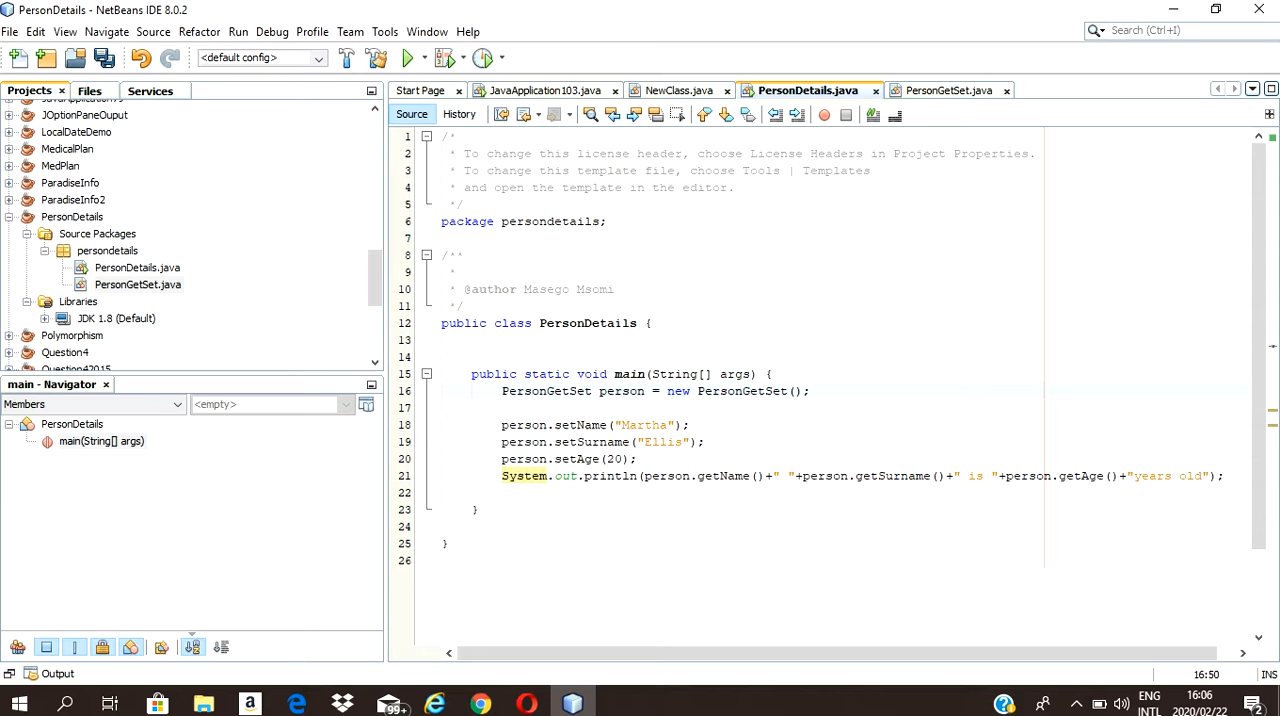 PersonDetails - NetBeans IDE 8.0.2
File Edit View Navigate Source Refactor Run Debug Profile Team Tools Window Help
Search (Ctrl+I)
<default config>
Projects Files Services
JOptionPaneOuput
LocalDateDemo
MedicalPlan
MedPlan
ParadiseInfo
ParadiseInfo2
PersonDetails
Source Packages
persondetails
PersonDetails.java
PersonGetSet.java
Libraries
JDK 1.8 (Default)
Polymorphism
Question4
main - Navigator
Members <empty>
PersonDetails
main(String[] args)
Start Page JavaApplication103.java NewClass.java PersonDetails.java PersonGetSet.java
Source History
1 /*
2 * To change this license header, choose License Headers in Project Properties.
3 * To change this template file, choose Tools | Templates
4 * and open the template in the editor.
5 */
6 package persondetails;
7
8 /**
9 *
10 * @author Masego Msomi
11 */
12 public class PersonDetails {
13
14
15 public static void main(String[] args) {
16 PersonGetSet person = new PersonGetSet();
17
18 person.setName("Martha");
19 person.setSurname("Ellis");
20 person.setAge(20);
21 System.out.println(person.getName()+" "+person.getSurname()+" is "+person.getAge()+"years old");
22
23 }
24
25 }
26
Output
16:50 INS
99+
ENG
INTL
16:06
2020/02/22
2